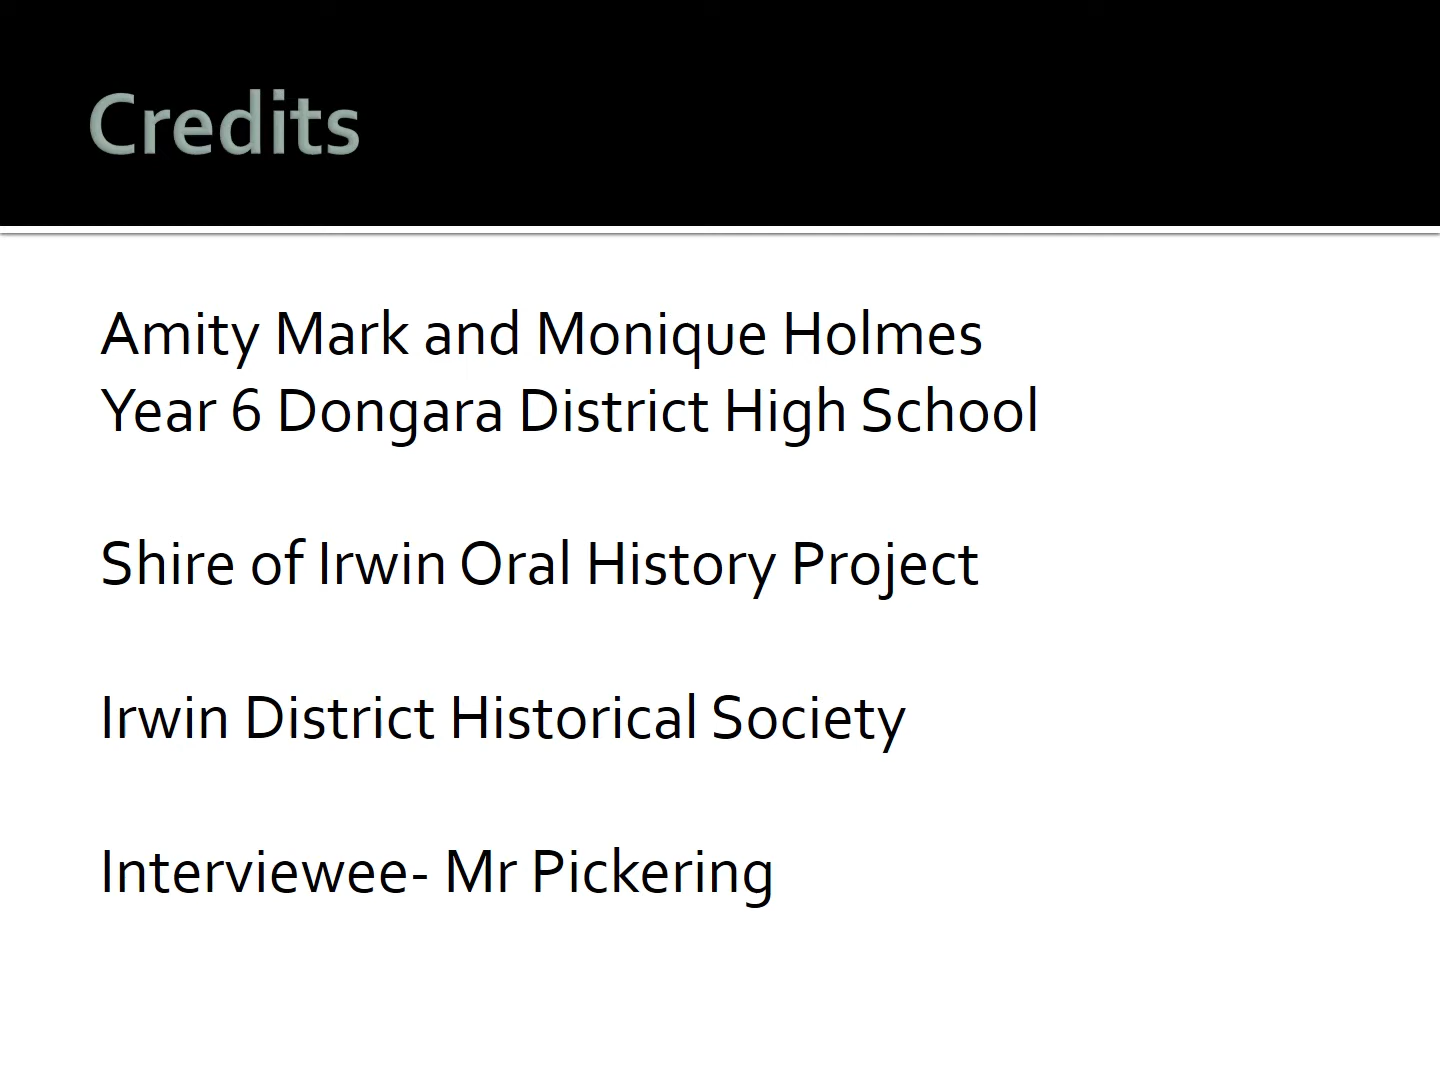 Credits
Amity Mark and Monique Holmes
Year 6 Dongara District High School
Shire of Irwin Oral History Project
Irwin District Historical Society
Interviewee- Mr Pickering